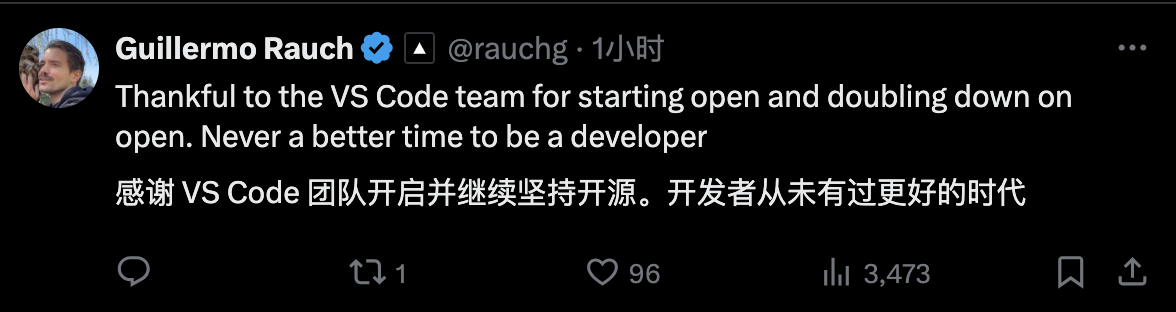 Guillermo Rauch @rauchg · 1小时
Thankful to the VS Code team for starting open and doubling down on
open. Never a better time to be a developer
感谢 VS Code 团队开启并继续坚持开源。开发者从未有过更好的时代
1 96 3,473